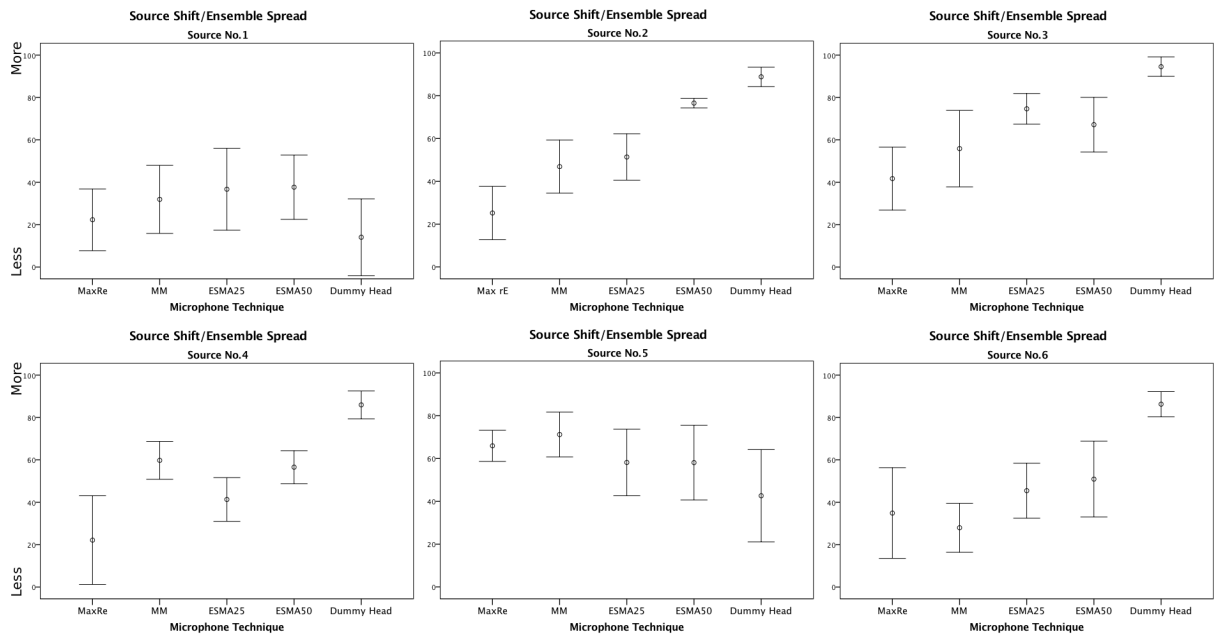 Source Shift/Ensemble Spread
Source No.1
More
Less
100
80
60
40
20
0
MaxRe MM ESMA25 ESMA50 Dummy Head
Microphone Technique
Source Shift/Ensemble Spread
Source No.2
100
80
60
40
20
0
Max rE MM ESMA25 ESMA50 Dummy Head
Microphone Technique
Source Shift/Ensemble Spread
Source No.3
100
80
60
40
20
0
MaxRe MM ESMA25 ESMA50 Dummy Head
Microphone Technique
Source Shift/Ensemble Spread
Source No.4
More
Less
100
80
60
40
20
0
MaxRe MM ESMA25 ESMA50 Dummy Head
Microphone Technique
Source Shift/Ensemble Spread
Source No.5
100
80
60
40
20
0
MaxRe MM ESMA25 ESMA50 Dummy Head
Microphone Technique
Source Shift/Ensemble Spread
Source No.6
100
80
60
40
20
0
MaxRe MM ESMA25 ESMA50 Dummy Head
Microphone Technique